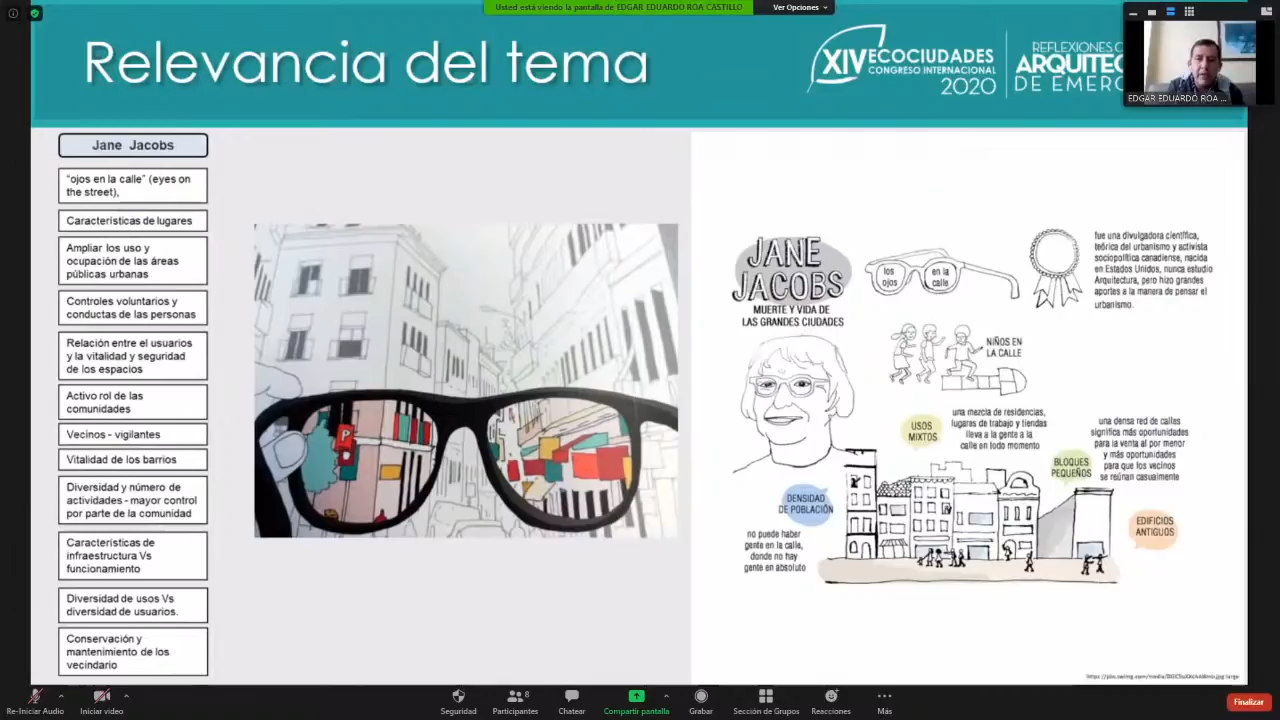 Usted está viendo la pantalla de EDGAR EDUARDO ROA CASTILLO
Ver Opciones
Relevancia del tema
XIV ECOCIUDADES
CONGRESO INTERNACIONAL
2020
REFLEXIONES
ARQUITEC
DE EMERG
EDGAR EDUARDO ROA ...
Jane Jacobs
"ojos en la calle" (eyes on
the street),
Características de lugares
Ampliar los uso y
ocupación de las áreas
públicas urbanas
Controles voluntarios y
conductas de las personas
Relación entre el usuarios
y la vitalidad y seguridad
de los espacios
Activo rol de las
comunidades
Vecinos - vigilantes
Vitalidad de los barrios
Diversidad y número de
actividades - mayor control
por parte de la comunidad
Características de
infraestructura Vs
funcionamiento
Diversidad de usos Vs
diversidad de usuarios.
Conservación y
mantenimiento de los
vecindario
JANE
JACOBS
MUERTE Y VIDA DE
LAS GRANDES CIUDADES
los
ojos
en la
calle
fue una divulgadora científica,
teórica del urbanismo y activista
sociopolítica canadiense, nacida
en Estados Unidos, nunca estudio
Arquitectura, pero hizo grandes
aportes a la manera de pensar el
urbanismo.
NIÑOS EN
LA CALLE
USOS
MIXTOS
una mezcla de residencias,
lugares de trabajo y tiendas
lleva a la gente a la
calle en todo momento
BLOQUES
PEQUEÑOS
una densa red de calles
significa más oportunidades
para la venta al por menor
y más oportunidades
para que los vecinos
se reúnan casualmente
DENSIDAD
DE POBLACIÓN
no puede haber
gente en la calle,
donde no hay
gente en absoluto
EDIFICIOS
ANTIGUOS
Re-Iniciar Audio
Iniciar video
Seguridad
8
Participantes
Chatear
Compartir pantalla
Grabar
Sección de Grupos
Reacciones
Más
Finalizar